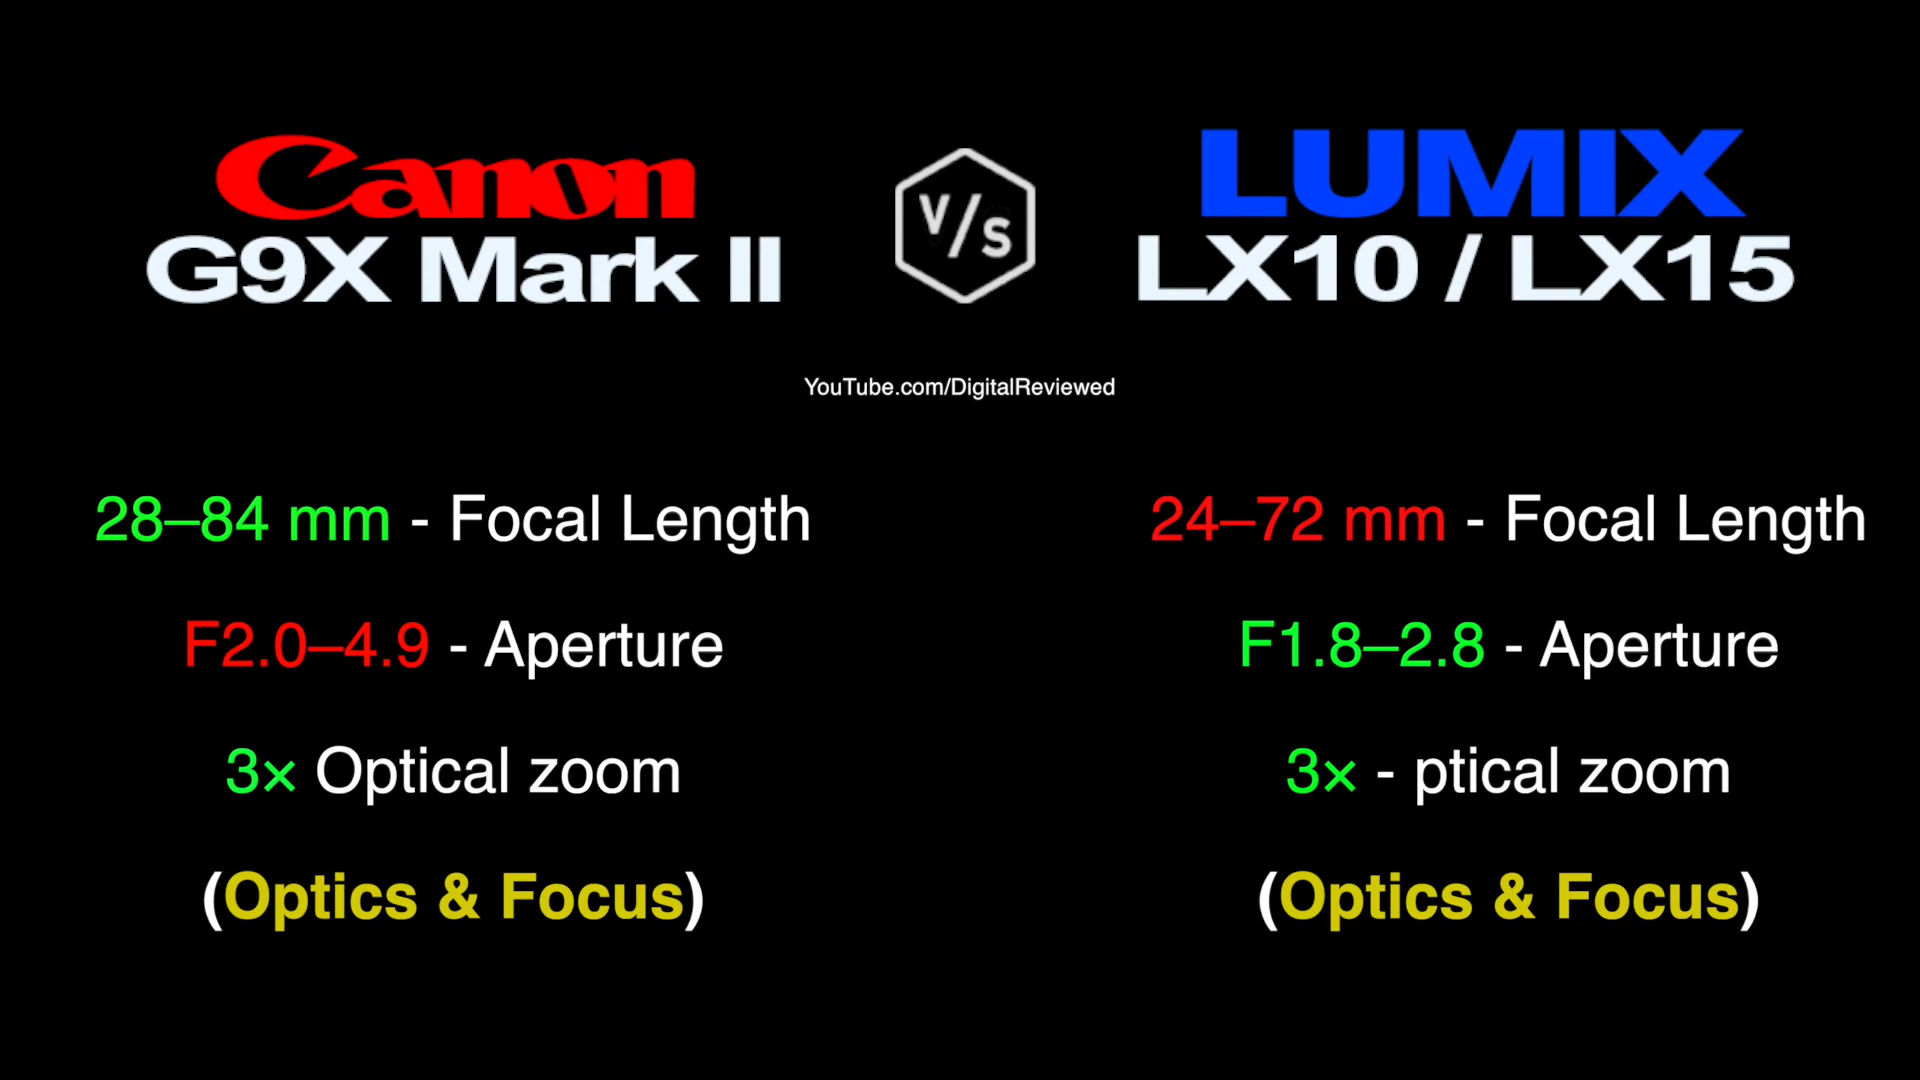 Canon
G9X Mark II
V/S
LUMIX
LX10 / LX15
YouTube.com/DigitalReviewed
28–84 mm - Focal Length
F2.0–4.9 - Aperture
3× Optical zoom
(Optics & Focus)
24–72 mm - Focal Length
F1.8–2.8 - Aperture
3× - ptical zoom
(Optics & Focus)